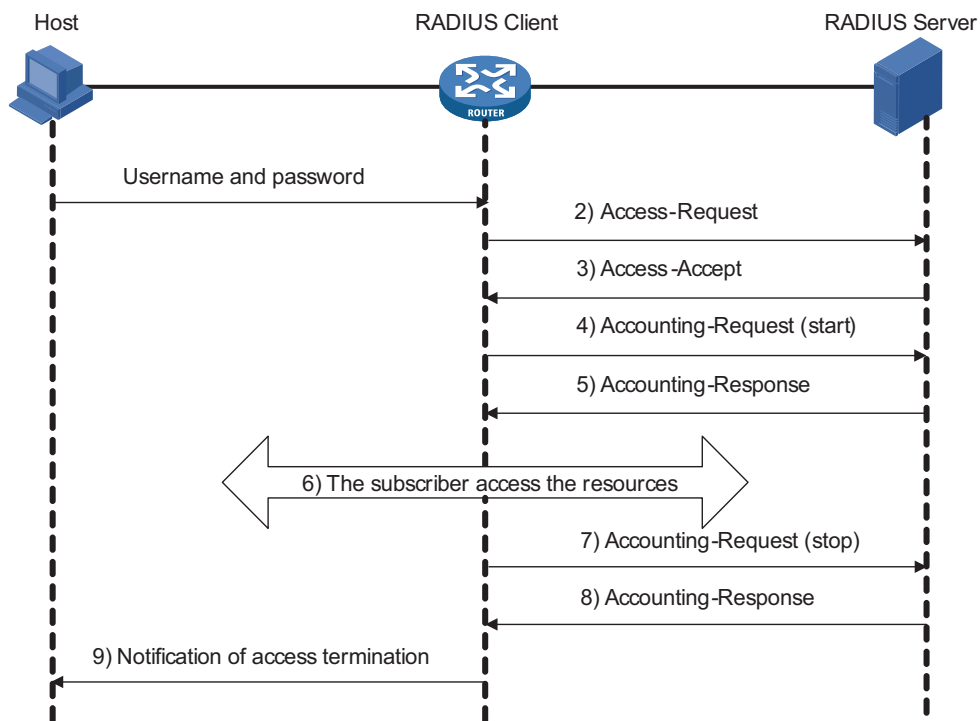 Host
RADIUS Client
RADIUS Server
ROUTER
Username and password
2) Access-Request
3) Access-Accept
4) Accounting-Request (start)
5) Accounting-Response
6) The subscriber access the resources
7) Accounting-Request (stop)
8) Accounting-Response
9) Notification of access termination